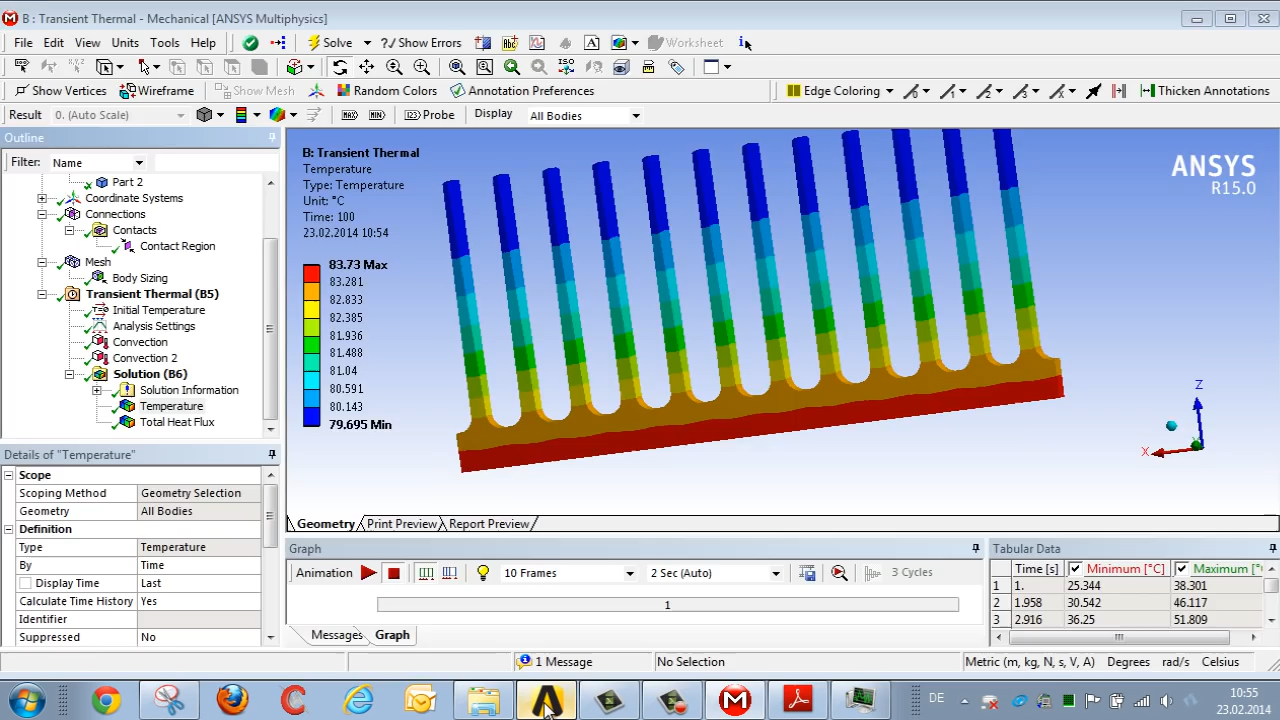 B : Transient Thermal - Mechanical [ANSYS Multiphysics]
File Edit View Units Tools Help Solve ?/ Show Errors Worksheet
Show Vertices Wireframe Show Mesh Random Colors Annotation Preferences Edge Coloring Thicken Annotations
Result 0. (Auto Scale) MAX MIN 123 Probe Display All Bodies
Outline
Filter: Name
Part 2
Coordinate Systems
Connections
Contacts
Contact Region
Mesh
Body Sizing
Transient Thermal (B5)
Initial Temperature
Analysis Settings
Convection
Convection 2
Solution (B6)
Solution Information
Temperature
Total Heat Flux
Details of "Temperature"
Scope
Scoping Method Geometry Selection
Geometry All Bodies
Definition
Type Temperature
By Time
Display Time Last
Calculate Time History Yes
Identifier
Suppressed No
B: Transient Thermal
Temperature
Type: Temperature
Unit: °C
Time: 100
23.02.2014 10:54
83.73 Max
83.281
82.833
82.385
81.936
81.488
81.04
80.591
80.143
79.695 Min
ANSYS
R15.0
Z
X
Geometry Print Preview Report Preview
Graph
Animation 10 Frames 2 Sec (Auto) 3 Cycles
1
Messages Graph
Tabular Data
Time [s] Minimum [°C] Maximum [°
1 1. 25.344 38.301
2 1.958 30.542 46.117
3 2.916 36.25 51.809
1 Message No Selection Metric (m, kg, N, s, V, A) Degrees rad/s Celsius
DE 10:55
23.02.2014